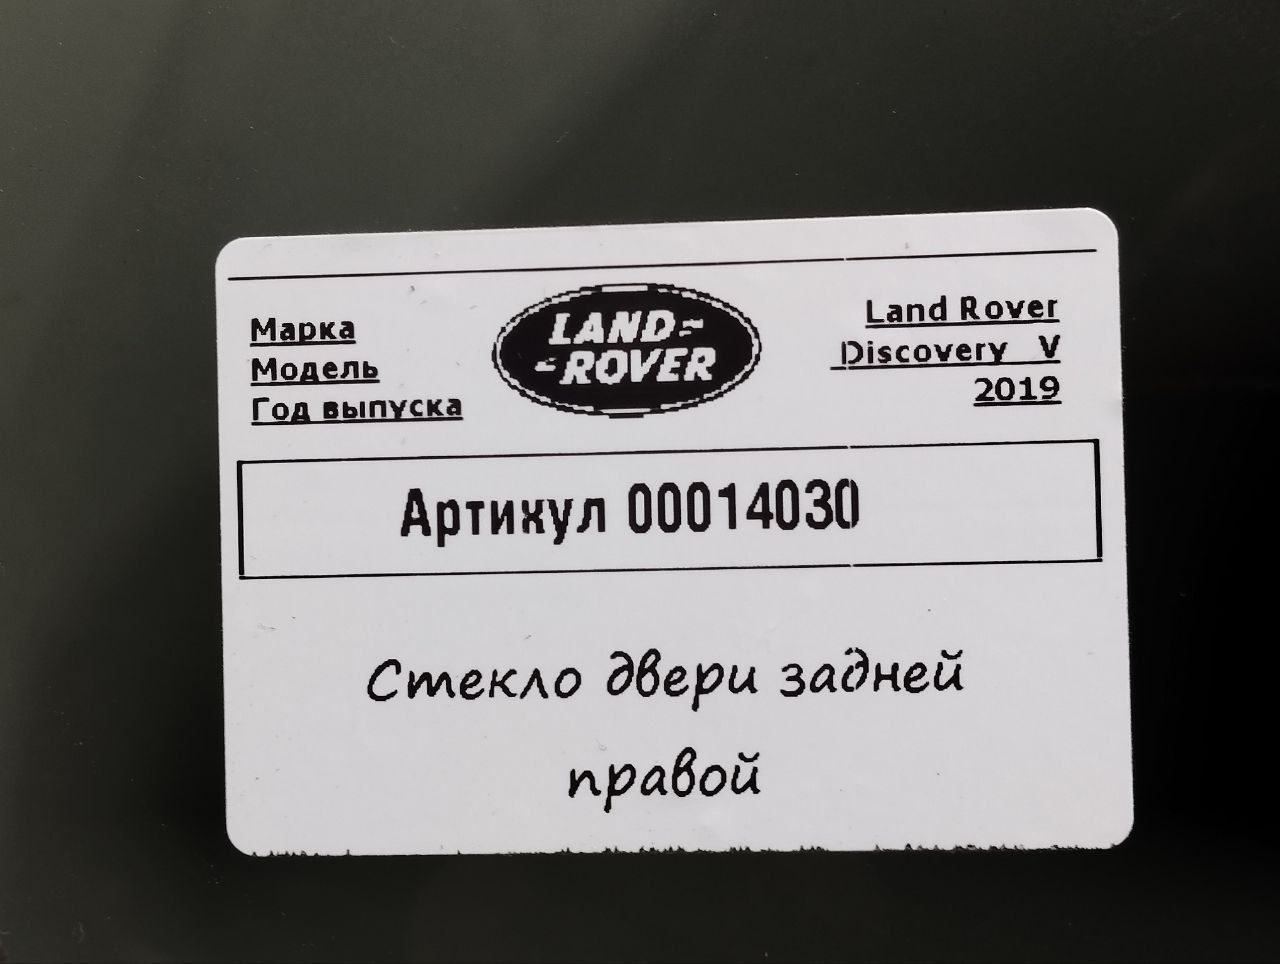 Марка
Модель
Год выпуска
LAND-
-ROVER
Land Rover
Discovery V
2019
Артикул 00014030
Стекло двери задней
правой